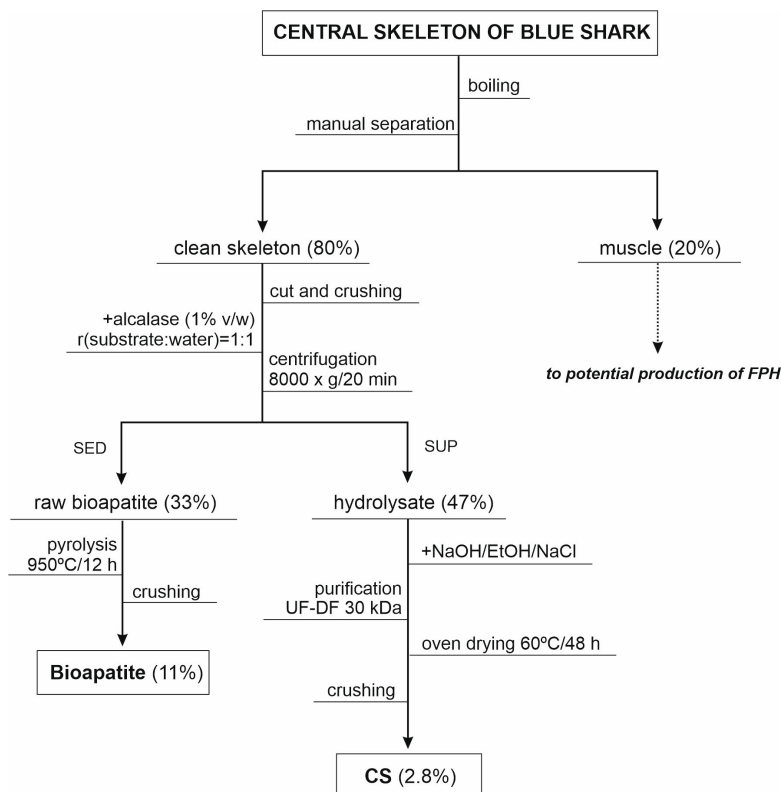 CENTRAL SKELETON OF BLUE SHARK
boiling
manual separation
clean skeleton (80%)
muscle (20%)
cut and crushing
+alcalase (1% v/w)
r(substrate:water)=1:1
centrifugation
8000 x g/20 min
to potential production of FPH
SED
SUP
raw bioapatite (33%)
hydrolysate (47%)
pyrolysis
950ºC/12 h
+NaOH/EtOH/NaCl
crushing
purification
UF-DF 30 kDa
oven drying 60ºC/48 h
Bioapatite (11%)
crushing
CS (2.8%)